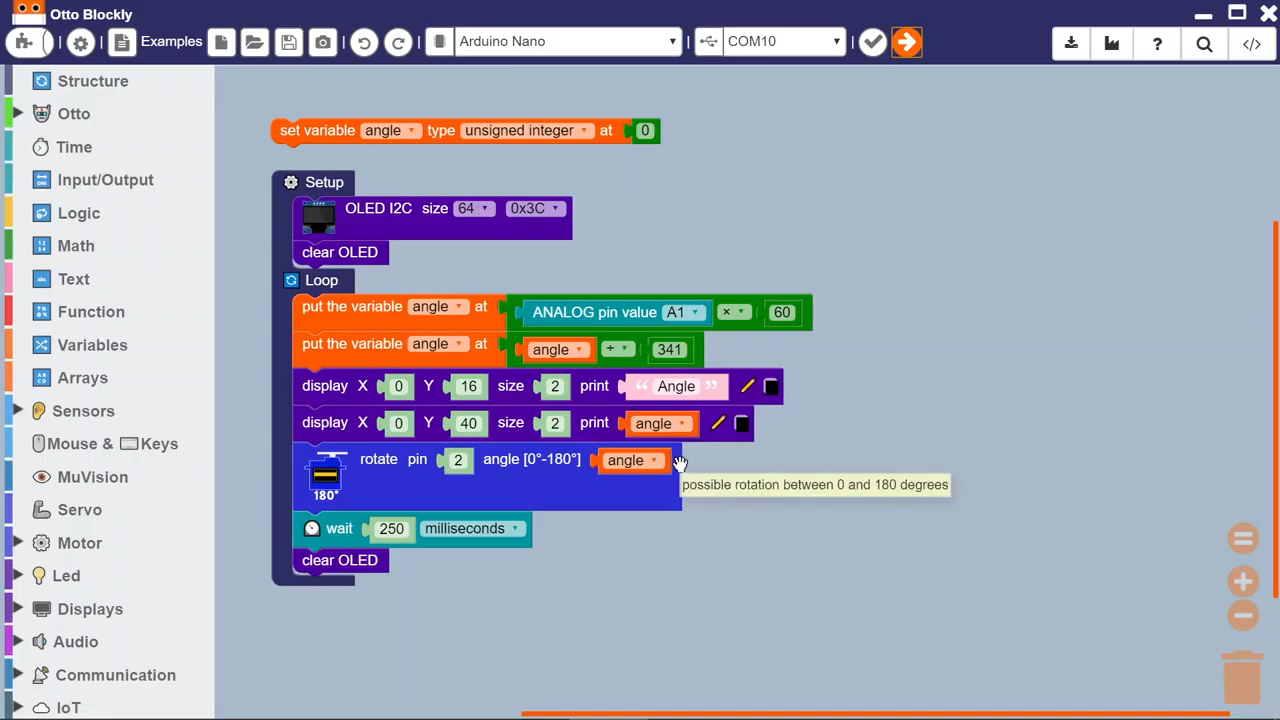 Otto Blockly
Examples
Arduino Nano
COM10
?
</>
Structure
Otto
Time
Input/Output
Logic
Math
Text
Function
Variables
Arrays
Sensors
Mouse & Keys
MuVision
Servo
Motor
Led
Displays
Audio
Communication
IoT
set variable angle type unsigned integer at 0
Setup
OLED I2C size 64 0x3C
clear OLED
Loop
put the variable angle at ANALOG pin value A1 × 60
put the variable angle at angle ÷ 341
display X 0 Y 16 size 2 print “ Angle ”
display X 0 Y 40 size 2 print angle
rotate pin 2 angle [0°-180°] angle
180°
possible rotation between 0 and 180 degrees
wait 250 milliseconds
clear OLED